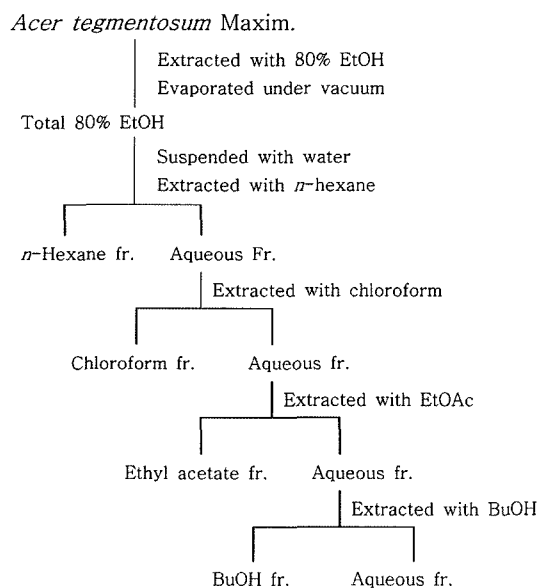 Acer tegmentosum Maxim.
Extracted with 80% EtOH
Evaporated under vacuum
Total 80% EtOH
Suspended with water
Extracted with n-hexane
n-Hexane fr. Aqueous Fr.
Extracted with chloroform
Chloroform fr. Aqueous fr.
Extracted with EtOAc
Ethyl acetate fr. Aqueous fr.
Extracted with BuOH
BuOH fr. Aqueous fr.